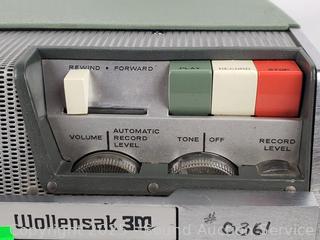 REWIND • FORWARD
PLAY RECORD STOP
VOLUME
AUTOMATIC
RECORD
LEVEL
TONE OFF
RECORD
LEVEL
Wollensak 3M
# 0361